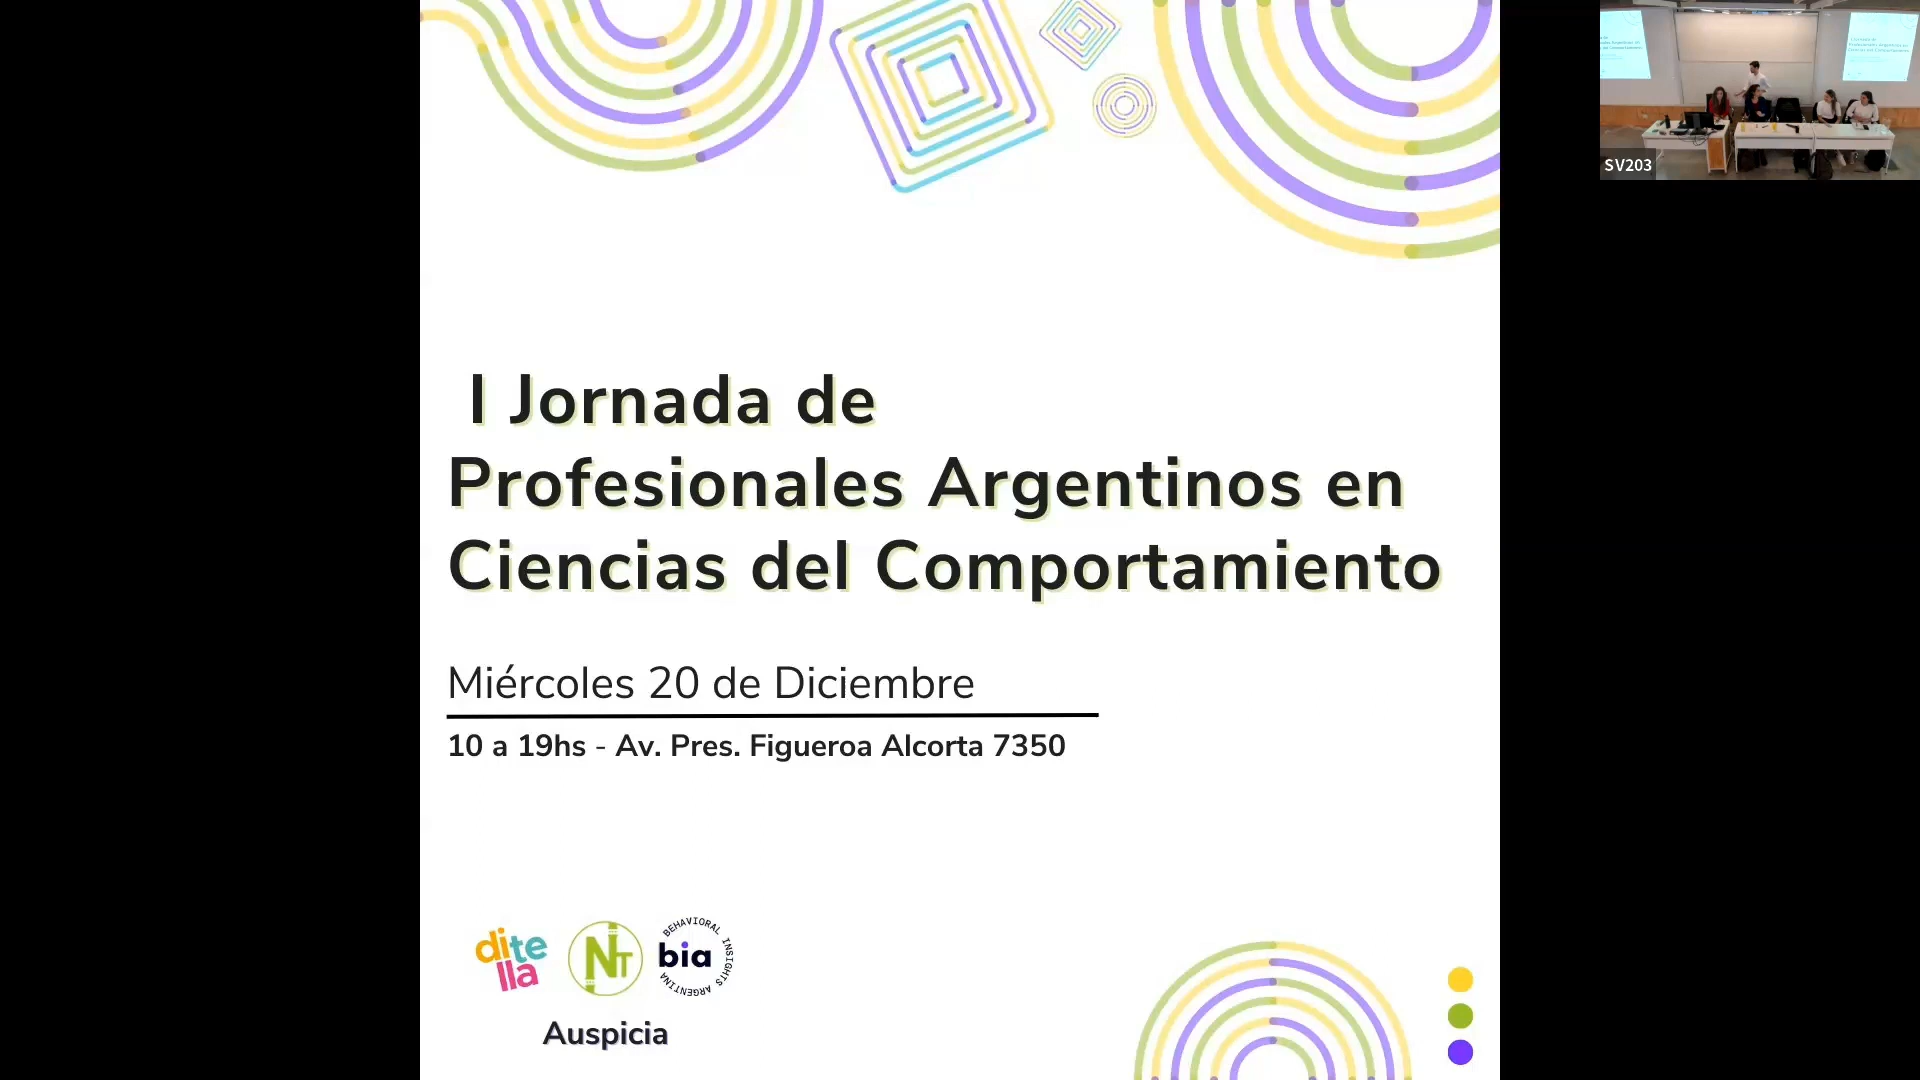 I Jornada de
Profesionales Argentinos en
Ciencias del Comportamiento
Miércoles 20 de Diciembre
10 a 19hs - Av. Pres. Figueroa Alcorta 7350
dite
lla
NT
bia
BEHAVIORAL INSIGHTS ARGENTINA
Auspicia
SV203